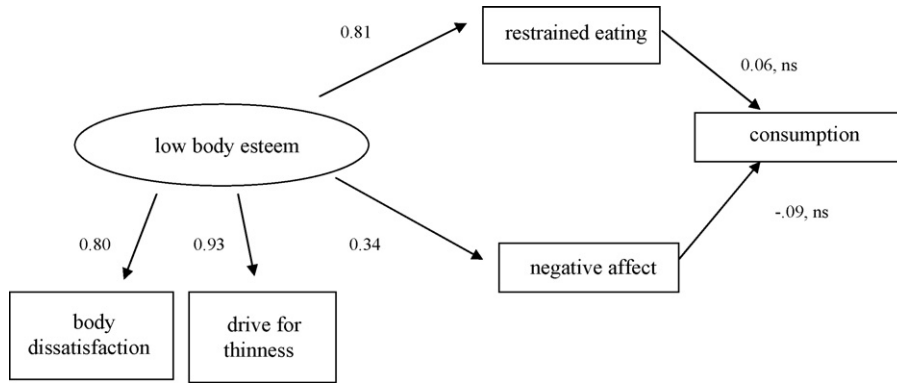 restrained eating
0.81
0.06, ns
consumption
low body esteem
-.09, ns
0.80
0.93
0.34
negative affect
body
dissatisfaction
drive for
thinness